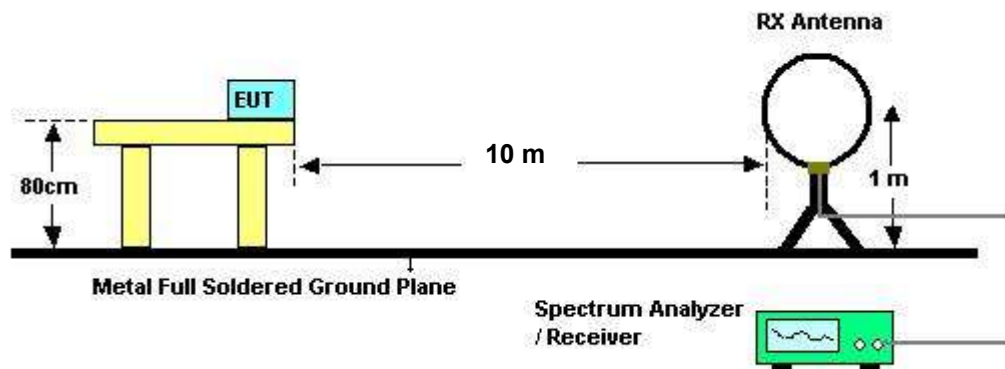 RX Antenna
EUT
10 m
80cm
1 m
Metal Full Soldered Ground Plane
Spectrum Analyzer
/ Receiver